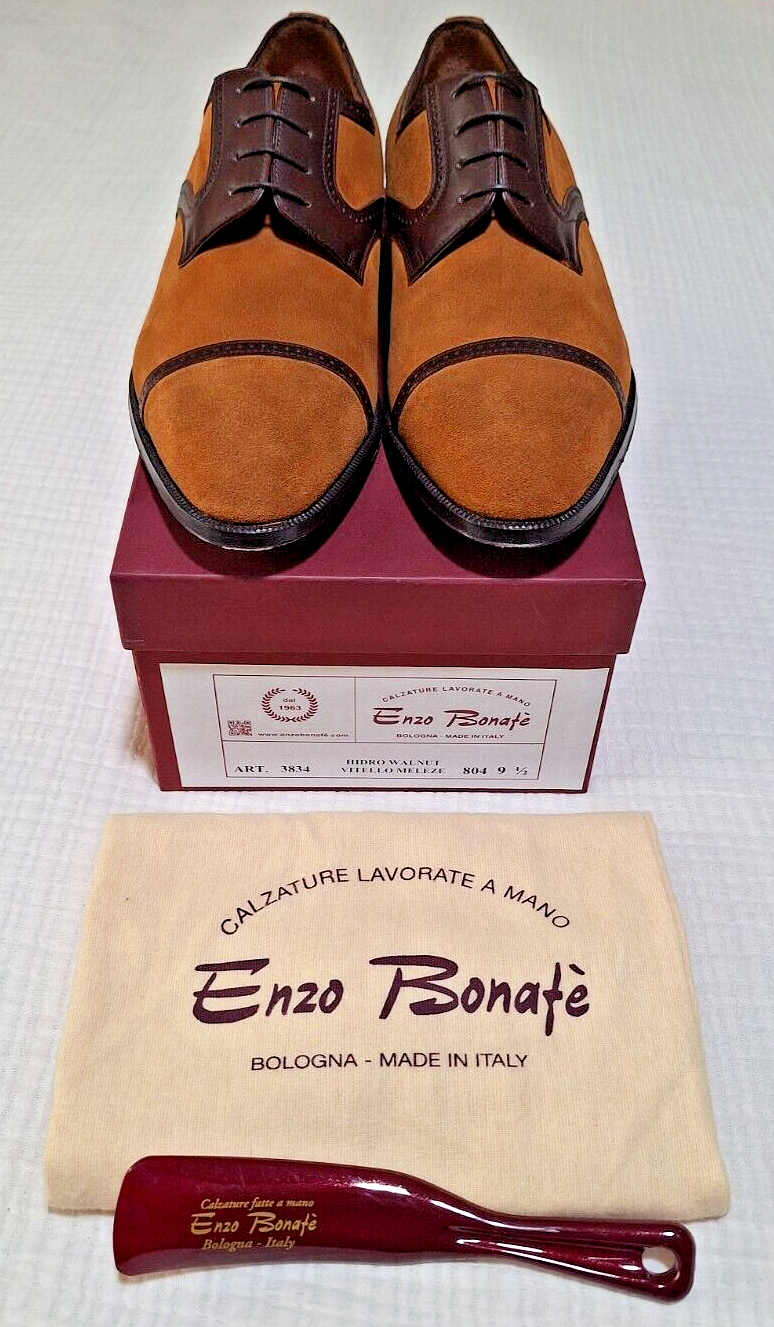 dal
1963
www.enzobonafè.com
CALZATURE LAVORATE A MANO
Enzo Bonafè
BOLOGNA - MADE IN ITALY
ART. 3834
HIDRO WALNUT
VITELLO MELEZE
804 9 ½
CALZATURE LAVORATE A MANO
Enzo Bonafè
BOLOGNA - MADE IN ITALY
Calzature fatte a mano
Enzo Bonafè
Bologna - Italy